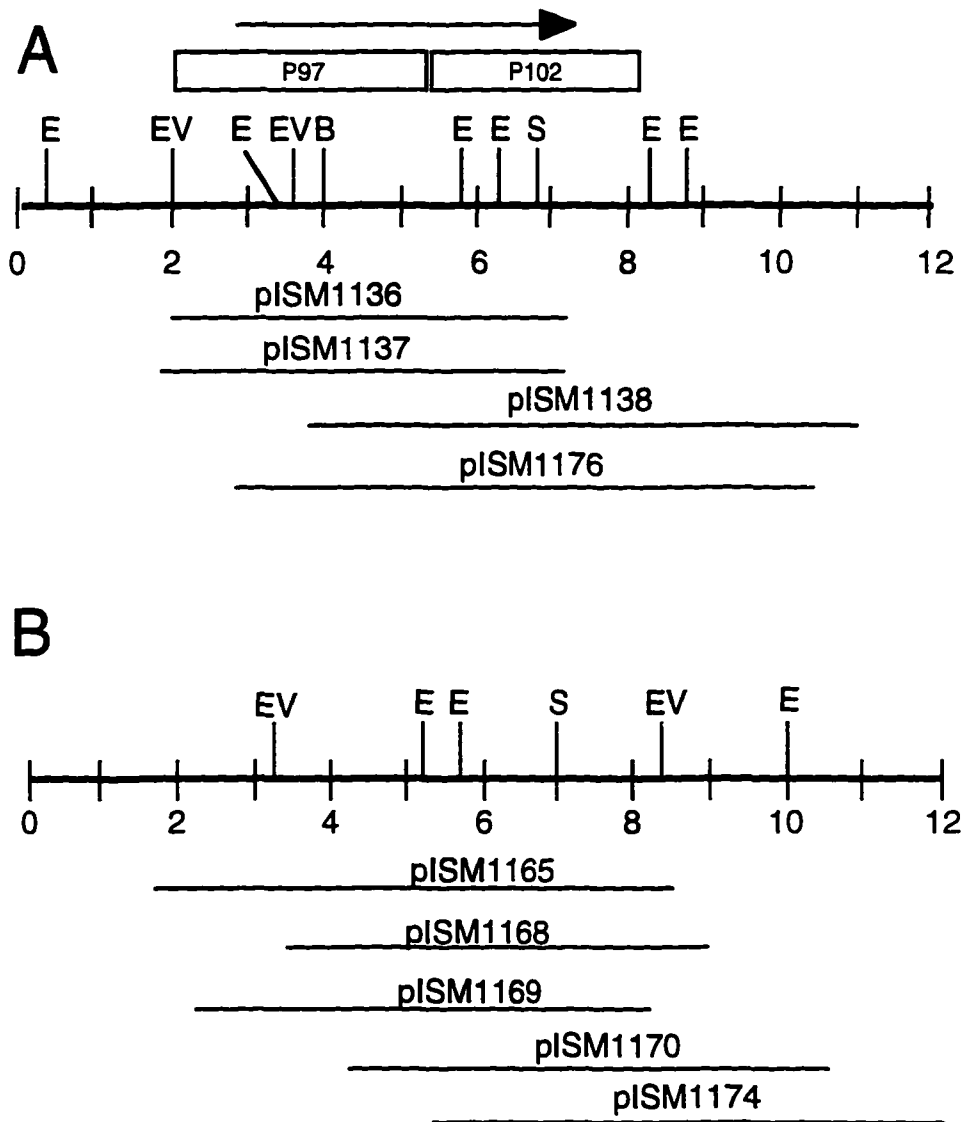 A
P97 P102
E EV E EV B E E S E E
0 2 4 6 8 10 12
pISM1136
pISM1137
pISM1138
pISM1176
B
EV E E S EV E
0 2 4 6 8 10 12
pISM1165
pISM1168
pISM1169
pISM1170
pISM1174